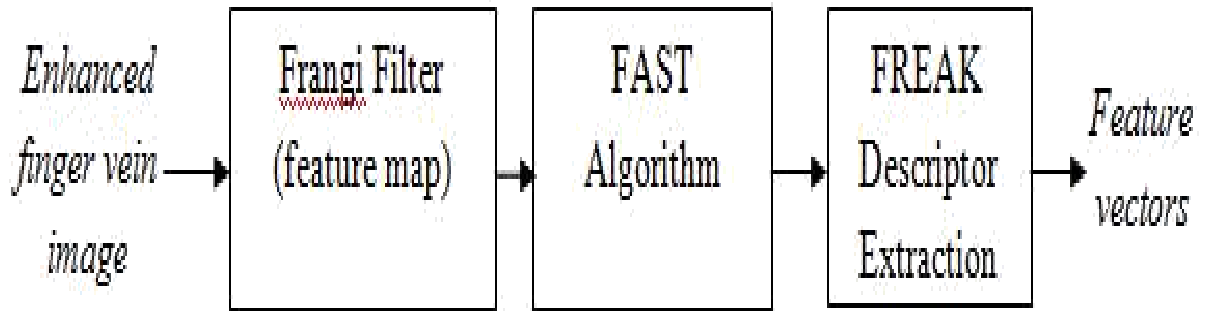 Enhanced
finger vein
image
Frangi Filter
(feature map)
FAST
Algorithm
FREAK
Descriptor
Extraction
Feature
vectors